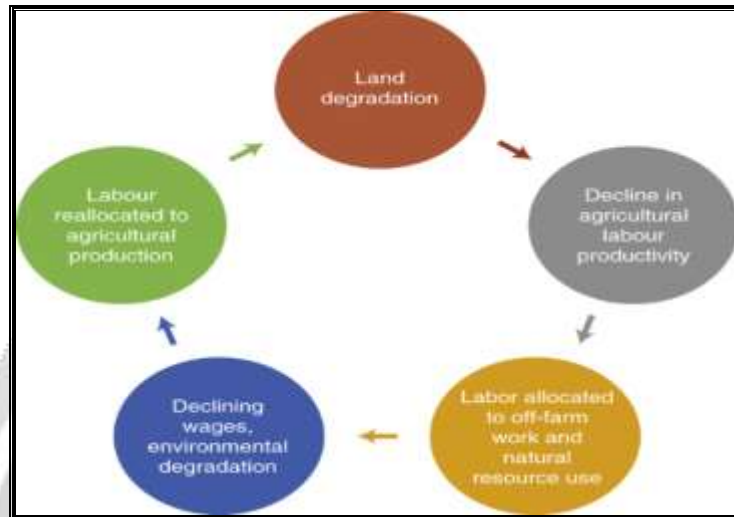 Land
degradation
Decline in
agricultural
labour
productivity
Labor allocated
to off-farm
work and
natural
resource use
Declining
wages,
environmental
degradation
Labour
reallocated to
agricultural
production